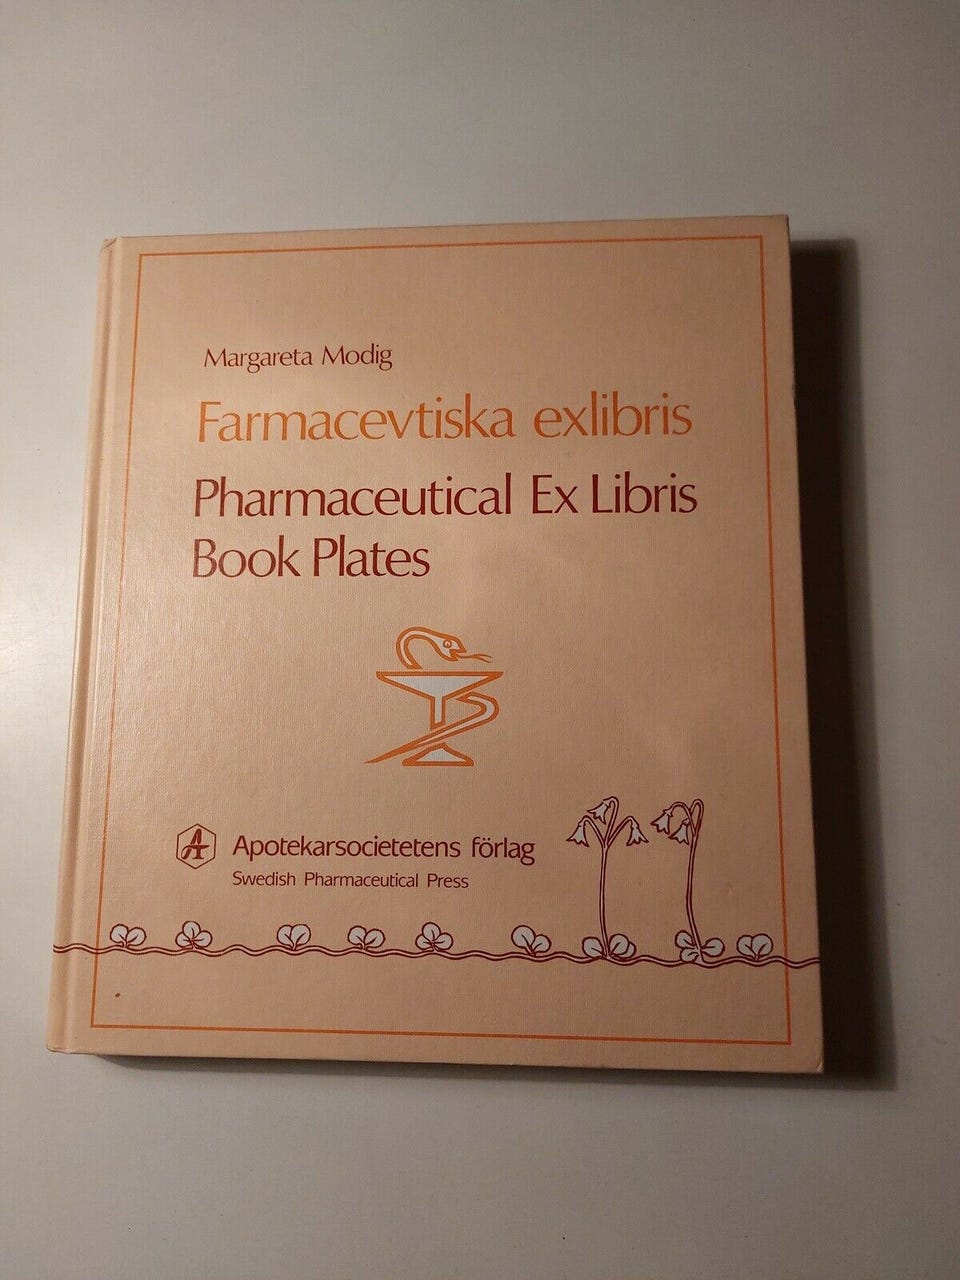 Margareta Modig
Farmacevtiska exlibris
Pharmaceutical Ex Libris
Book Plates
A
Apotekarsocietetens förlag
Swedish Pharmaceutical Press